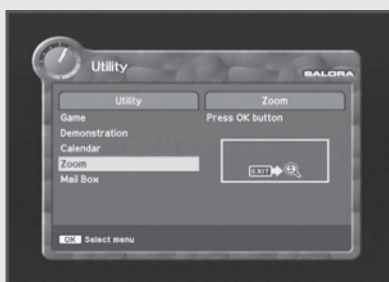 Utility
SALORA
Utility
Zoom
Game
Press OK button
Demonstration
Calendar
Zoom
EXIT
Mail Box
OK Select menu